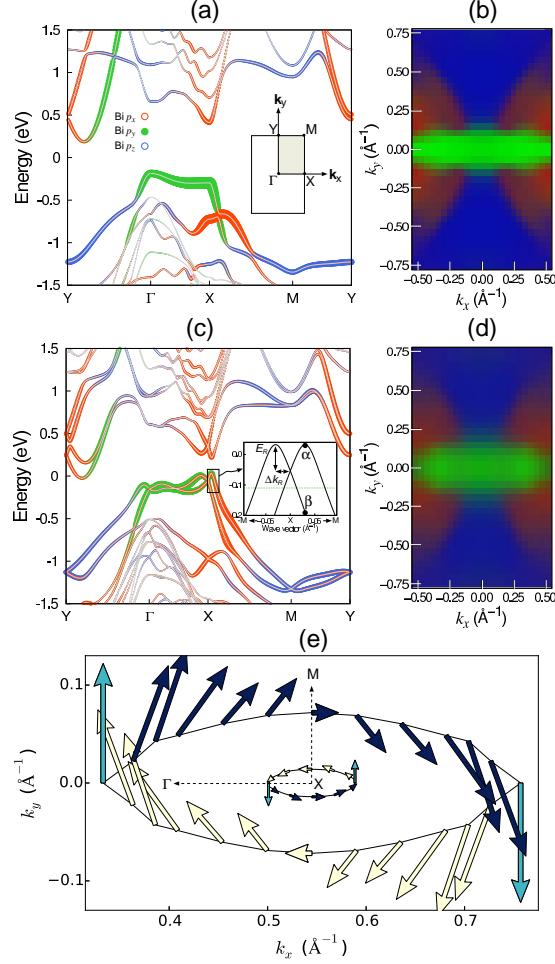 (a)
1.5
1
0.5
0
-0.5
-1
-1.5
Energy (eV)
Bi px
Bi py
Bi pz
ky
Y
M
Γ
X
kx
Y Γ X M Y
(b)
0.75
0.50
0.25
0.00
-0.25
-0.50
-0.75
ky (Å⁻¹)
-0.50 -0.25 0.00 0.25 0.50
kx (Å⁻¹)
(c)
1.5
1
0.5
0
-0.5
-1
-1.5
Energy (eV)
ER
α
ΔkR
β
0.0
0.1
0.2
-M 0.05 X 0.05 M
Wave vector (Å⁻¹)
Y Γ X M Y
(d)
0.75
0.50
0.25
0.00
-0.25
-0.50
-0.75
ky (Å⁻¹)
-0.50 -0.25 0.00 0.25 0.50
kx (Å⁻¹)
(e)
0.1
0.0
−0.1
ky (Å⁻¹)
M
Γ
X
0.4 0.5 0.6 0.7
kx (Å⁻¹)